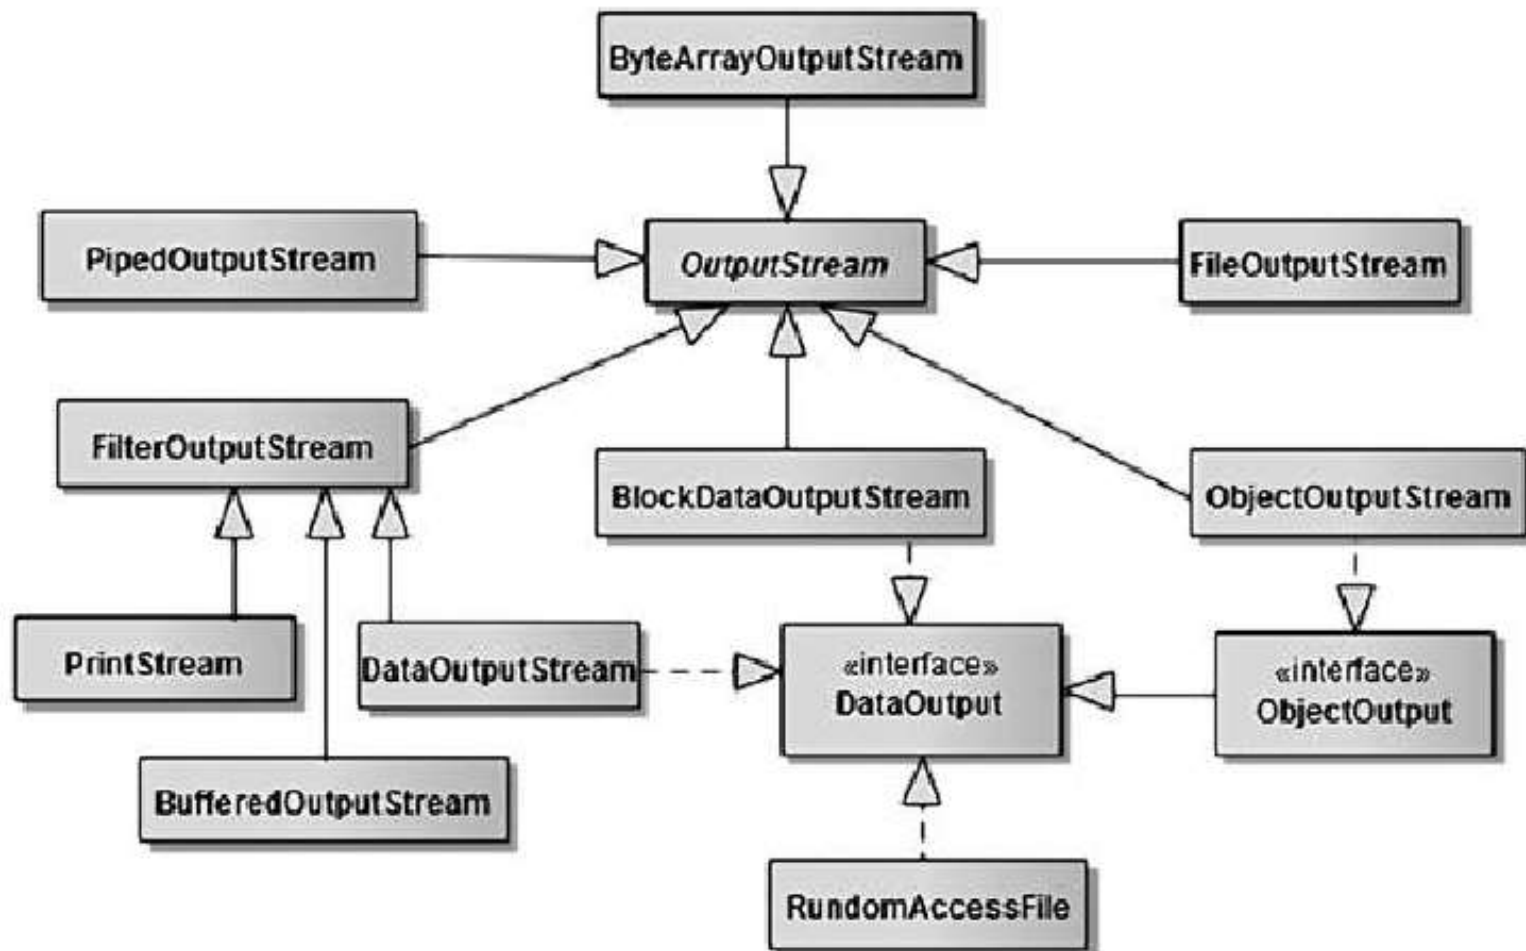 ByteArrayOutputStream
PipedOutputStream
OutputStream
FileOutputStream
FilterOutputStream
BlockDataOutputStream
ObjectOutputStream
PrintStream
DataOutputStream
«interface»
DataOutput
«interface»
ObjectOutput
BufferedOutputStream
RundomAccessFile